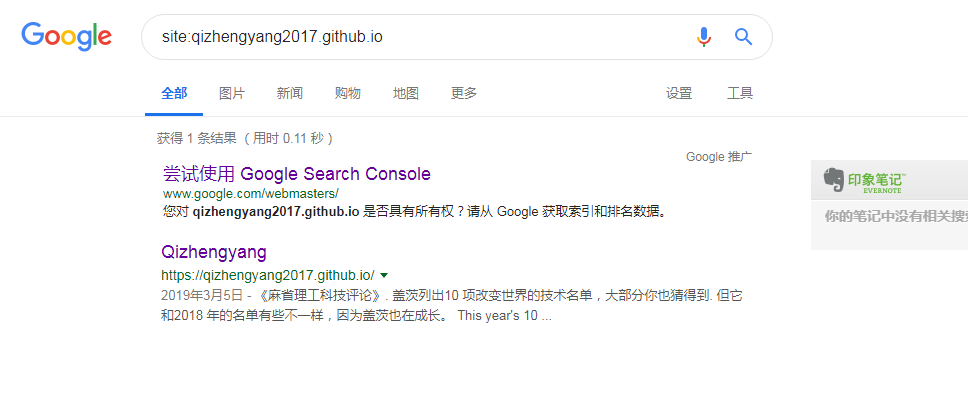 Google
site:qizhengyang2017.github.io
全部 图片 新闻 购物 地图 更多 设置 工具
获得 1 条结果 （用时 0.11 秒）
Google 推广
尝试使用 Google Search Console
www.google.com/webmasters/
您对 qizhengyang2017.github.io 是否具有所有权？请从 Google 获取索引和排名数据。
Qizhengyang
https://qizhengyang2017.github.io/
2019年3月5日 - 《麻省理工科技评论》. 盖茨列出10 项改变世界的技术名单，大部分你也猜得到. 但它
和2018 年的名单有些不一样，因为盖茨也在成长。 This year's 10 ...
印象笔记™
EVERNOTE
你的笔记中没有相关搜